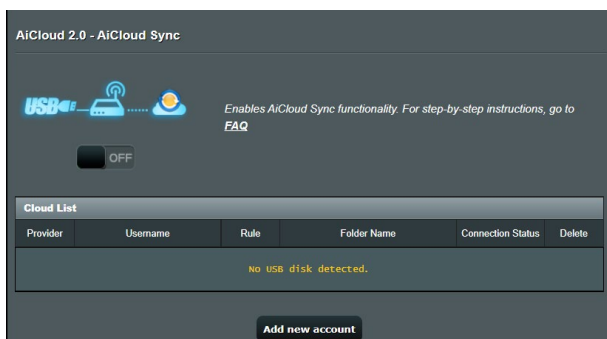 AiCloud 2.0 - AiCloud Sync
USB
Enables AiCloud Sync functionality. For step-by-step instructions, go to
FAQ
OFF
Cloud List
Provider Username Rule Folder Name Connection Status Delete
No USB disk detected.
Add new account